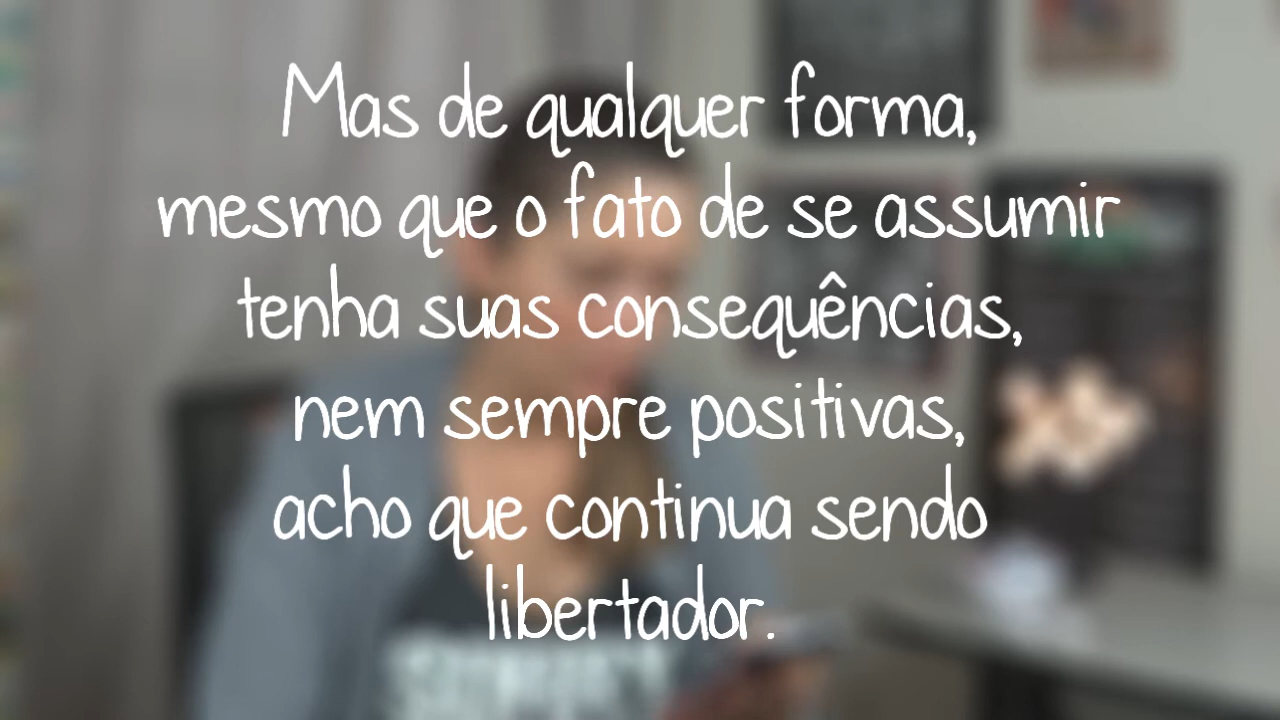 Mas de qualquer forma,
mesmo que o fato de se assumir
tenha suas consequências,
nem sempre positivas,
acho que continua sendo
libertador.